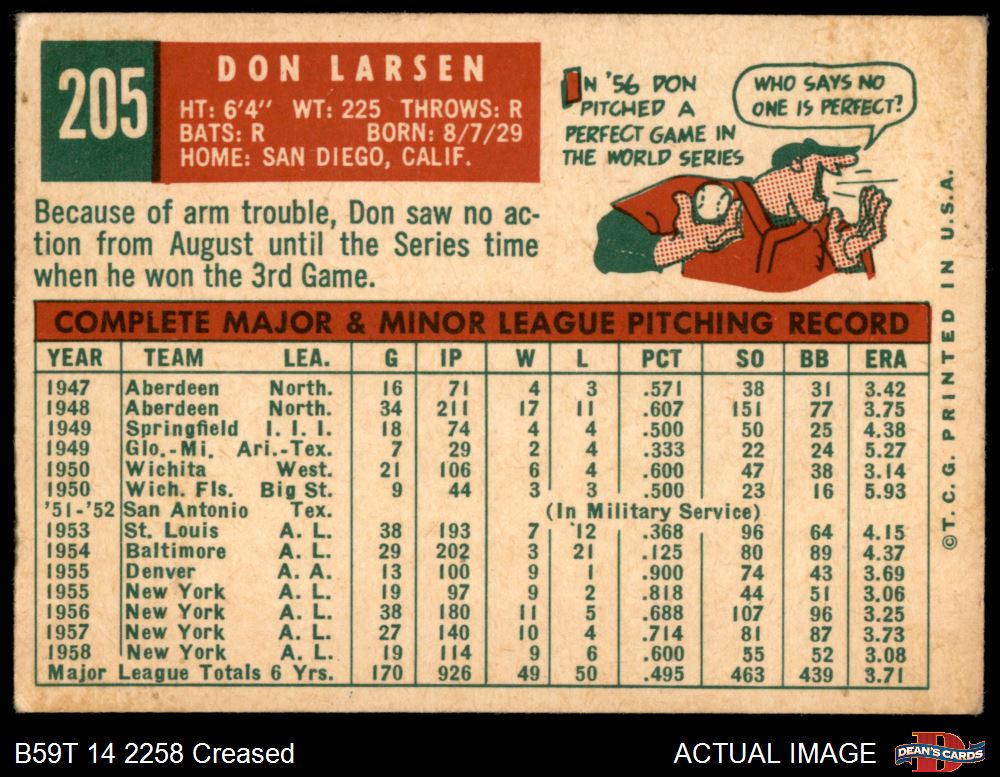 205
DON LARSEN
HT: 6'4" WT: 225 THROWS: R
BATS: R BORN: 8/7/29
HOME: SAN DIEGO, CALIF.
IN '56 DON
PITCHED A
PERFECT GAME IN
THE WORLD SERIES
WHO SAYS NO
ONE IS PERFECT?
Because of arm trouble, Don saw no ac-
tion from August until the Series time
when he won the 3rd Game.
COMPLETE MAJOR & MINOR LEAGUE PITCHING RECORD
YEAR TEAM LEA. G IP W L PCT SO BB ERA
1947 Aberdeen North. 16 71 4 3 .571 38 31 3.42
1948 Aberdeen North. 34 211 17 11 .607 151 77 3.75
1949 Springfield I. I. I. 18 74 4 4 .500 50 25 4.38
1949 Glo.-Mi. Ari.-Tex. 7 29 2 4 .333 22 24 5.27
1950 Wichita West. 21 106 6 4 .600 47 38 3.14
1950 Wich. Fls. Big St. 9 44 3 3 .500 23 16 5.93
'51-'52 San Antonio Tex. (In Military Service)
1953 St. Louis A. L. 38 193 7 12 .368 96 64 4.15
1954 Baltimore A. L. 29 202 3 21 .125 80 89 4.37
1955 Denver A. A. 13 100 9 1 .900 74 43 3.69
1955 New York A. L. 19 97 9 2 .818 44 51 3.06
1956 New York A. L. 38 180 11 5 .688 107 96 3.25
1957 New York A. L. 27 140 10 4 .714 81 87 3.73
1958 New York A. L. 19 114 9 6 .600 55 52 3.08
Major League Totals 6 Yrs. 170 926 49 50 .495 463 439 3.71
©T.C.G. PRINTED IN U.S.A.
B59T 14 2258 Creased
ACTUAL IMAGE
DEAN'S CARDS